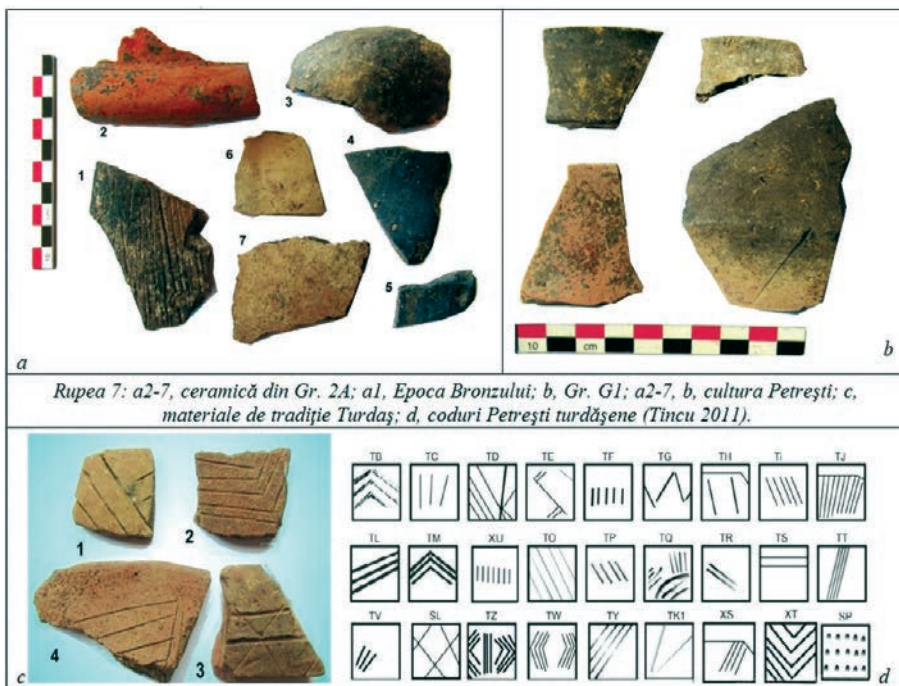 2
3
6
4
1
7
5
10
a
10 cm
b
Rupea 7: a2-7, ceramică din Gr. 2A; a1, Epoca Bronzului; b, Gr. G1; a2-7, b, cultura Petreşti; c,
materiale de tradiţie Turdaş; d, coduri Petreşti turdăşene (Tincu 2011).
1
2
4
3
c
TB TC TD TE TF TG TH Ti TJ
TL TM XU TO TP TQ TR TS TT
TV SL TZ TW TY TK1 XS XT SP
d